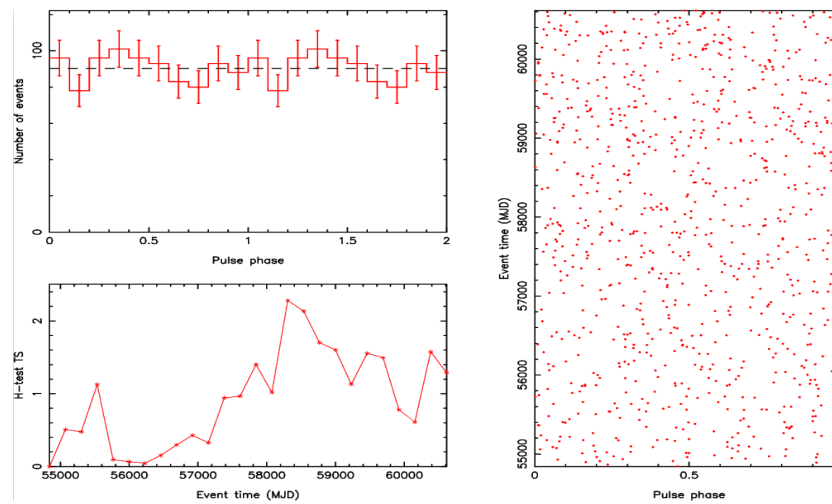 100
Number of events
0
0 0.5 1 1.5 2
Pulse phase
2
H-test TS
1
0
55000 56000 57000 58000 59000 60000
Event time (MJD)
60000
59000
Event time (MJD)
58000
57000
56000
55000
0 0.5
Pulse phase